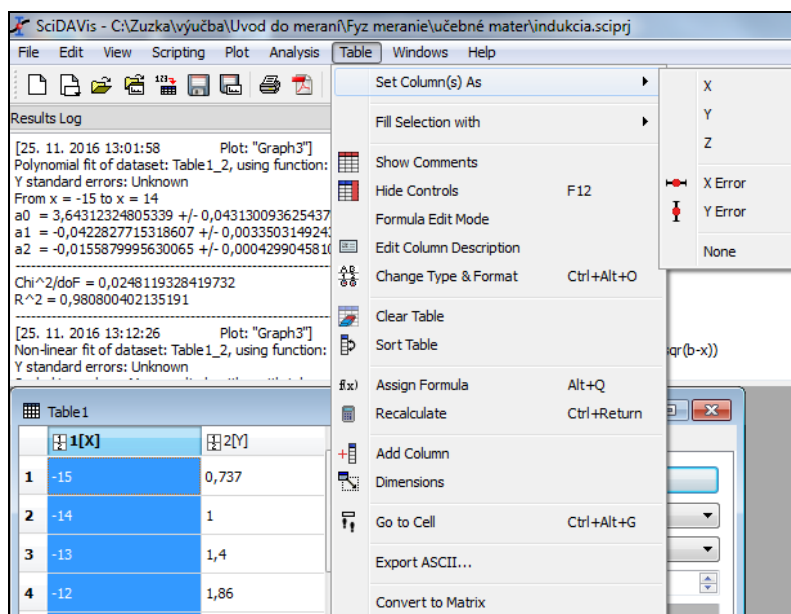 SciDAVis - C:\Zuzka\výučba\Uvod do meraní\Fyz meranie\učebné mater\indukcia.sciprj
File Edit View Scripting Plot Analysis Table Windows Help
Results Log
[25. 11. 2016 13:01:58 Plot: "Graph3"]
Polynomial fit of dataset: Table1_2, using function:
Y standard errors: Unknown
From x = -15 to x = 14
a0 = 3,64312324805339 +/- 0,043130093625437
a1 = -0,0422827715318607 +/- 0,0033503149243
a2 = -0,0155879995630065 +/- 0,0004299045810
Chi^2/doF = 0,0248119328419732
R^2 = 0,980800402135191
[25. 11. 2016 13:12:26 Plot: "Graph3"]
Non-linear fit of dataset: Table1_2, using function:
sqr(b-x))
Y standard errors: Unknown
Table1
1[X] 2[Y]
1 -15 0,737
2 -14 1
3 -13 1,4
4 -12 1,86
Set Column(s) As
Fill Selection with
Show Comments
Hide Controls F12
Formula Edit Mode
Edit Column Description
Change Type & Format Ctrl+Alt+O
Clear Table
Sort Table
f(x) Assign Formula Alt+Q
Recalculate Ctrl+Return
Add Column
Dimensions
Go to Cell Ctrl+Alt+G
Export ASCII...
Convert to Matrix
X
Y
Z
X Error
Y Error
None